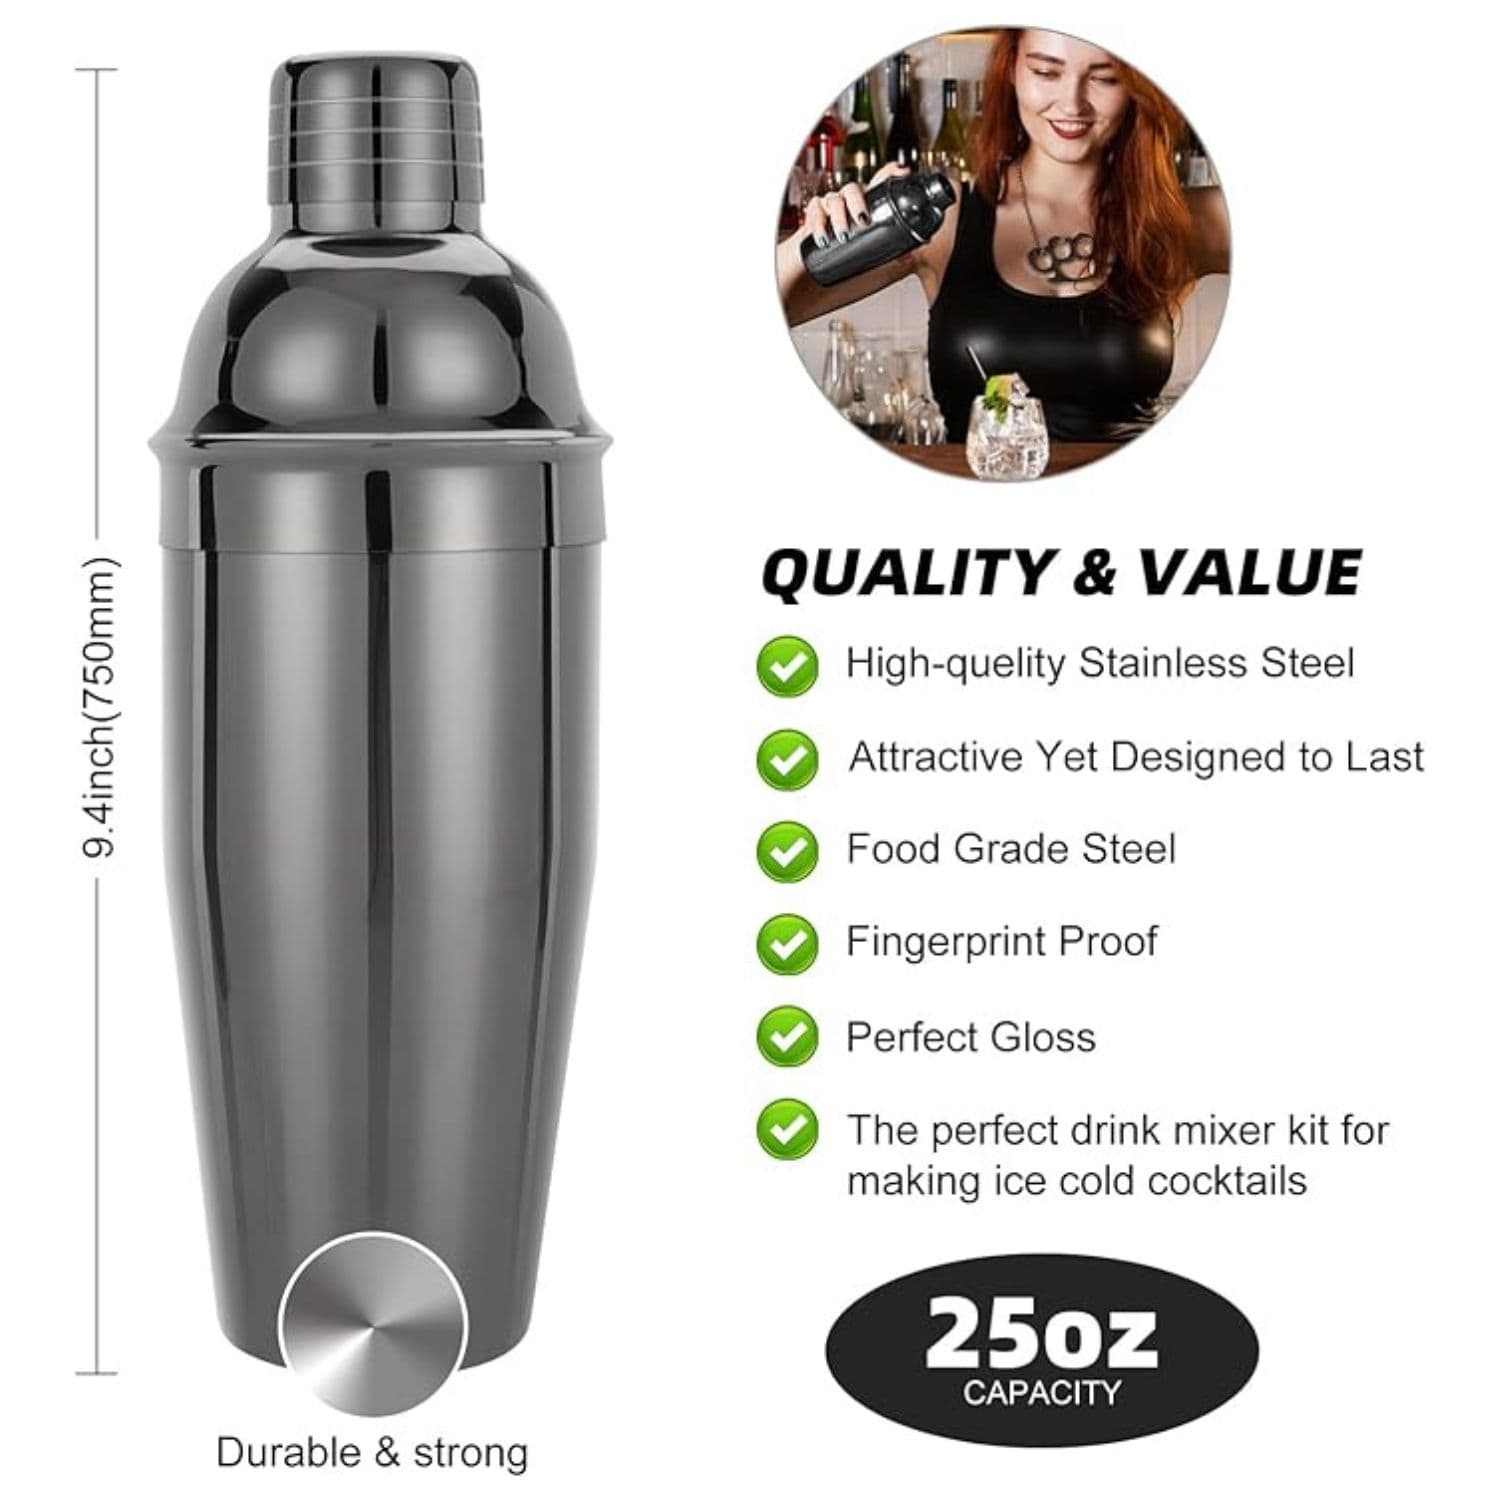 9.4inch(750mm)
Durable & strong
QUALITY & VALUE
High-quelity Stainless Steel
Attractive Yet Designed to Last
Food Grade Steel
Fingerprint Proof
Perfect Gloss
The perfect drink mixer kit for
making ice cold cocktails
25oz
CAPACITY